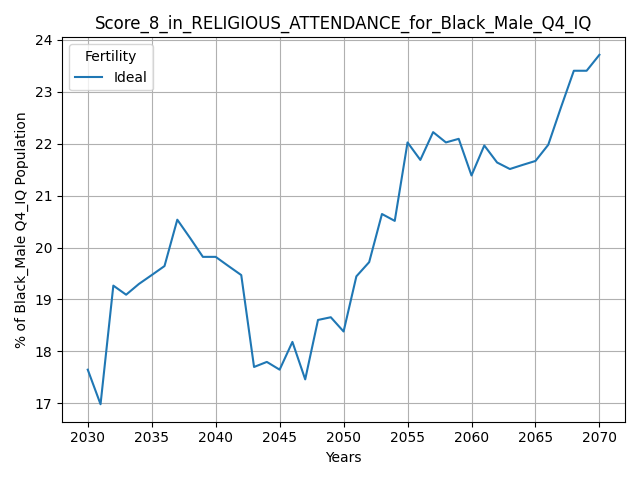 Score_8_in_RELIGIOUS_ATTENDANCE_for_Black_Male_Q4_IQ
Fertility
Ideal
% of Black_Male Q4_IQ Population
24
23
22
21
20
19
18
17
2030 2035 2040 2045 2050 2055 2060 2065 2070
Years